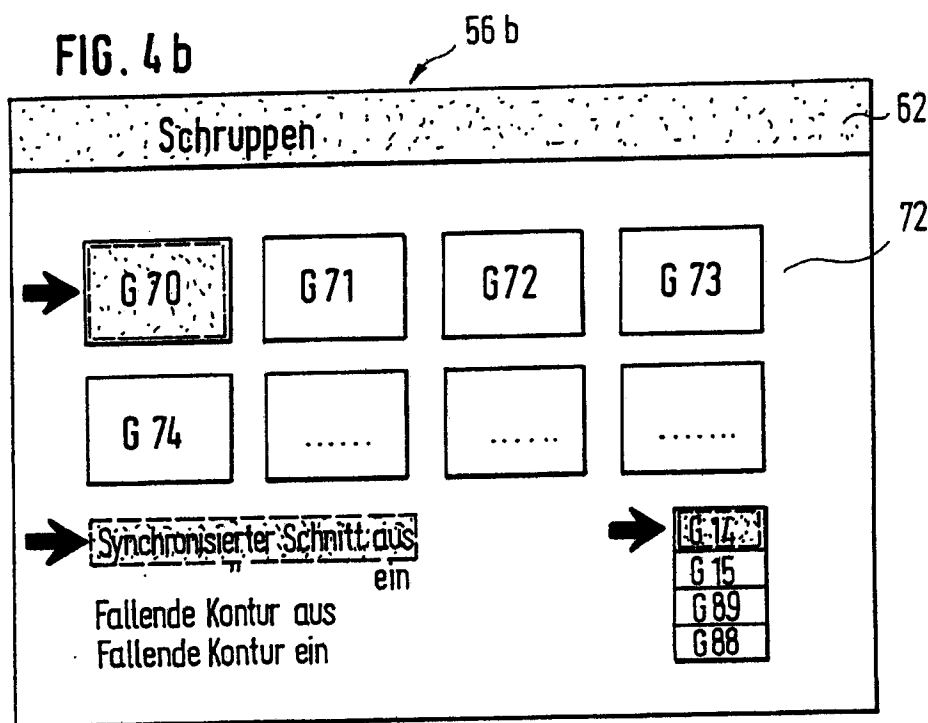 FIG. 4b
56 b
Schruppen
62
72
G 70 G 71 G 72 G 73
G 74 ...... ...... .......
Synchronisierter Schnitt aus G 14
" ein G 15
Fallende Kontur aus G 89
Fallende Kontur ein G 88